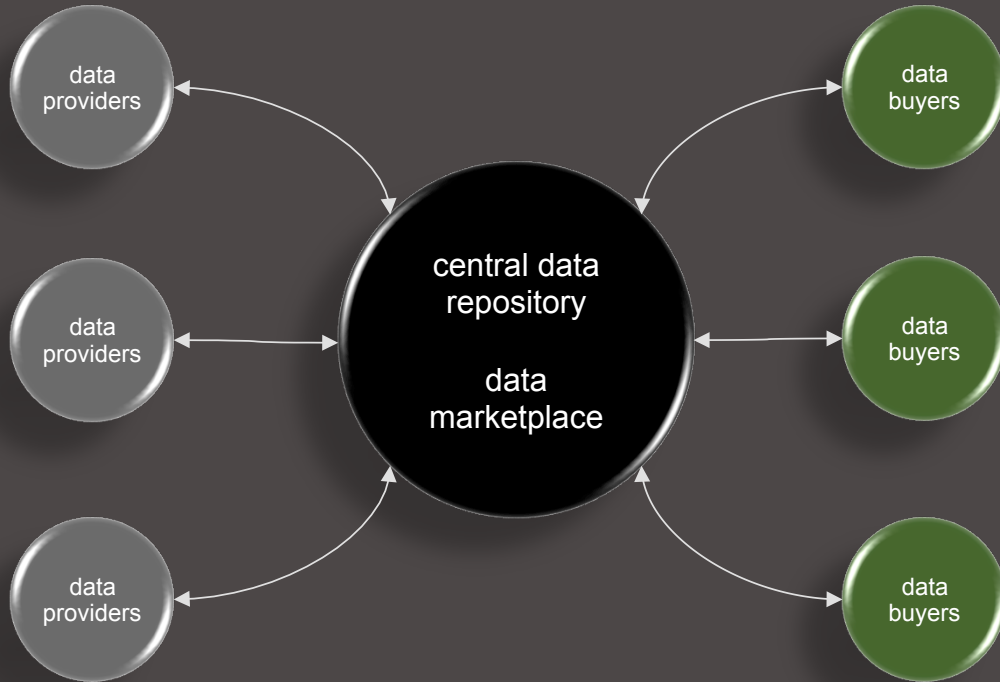 data
providers
data
buyers
central data
repository
data
marketplace
data
providers
data
buyers
data
providers
data
buyers